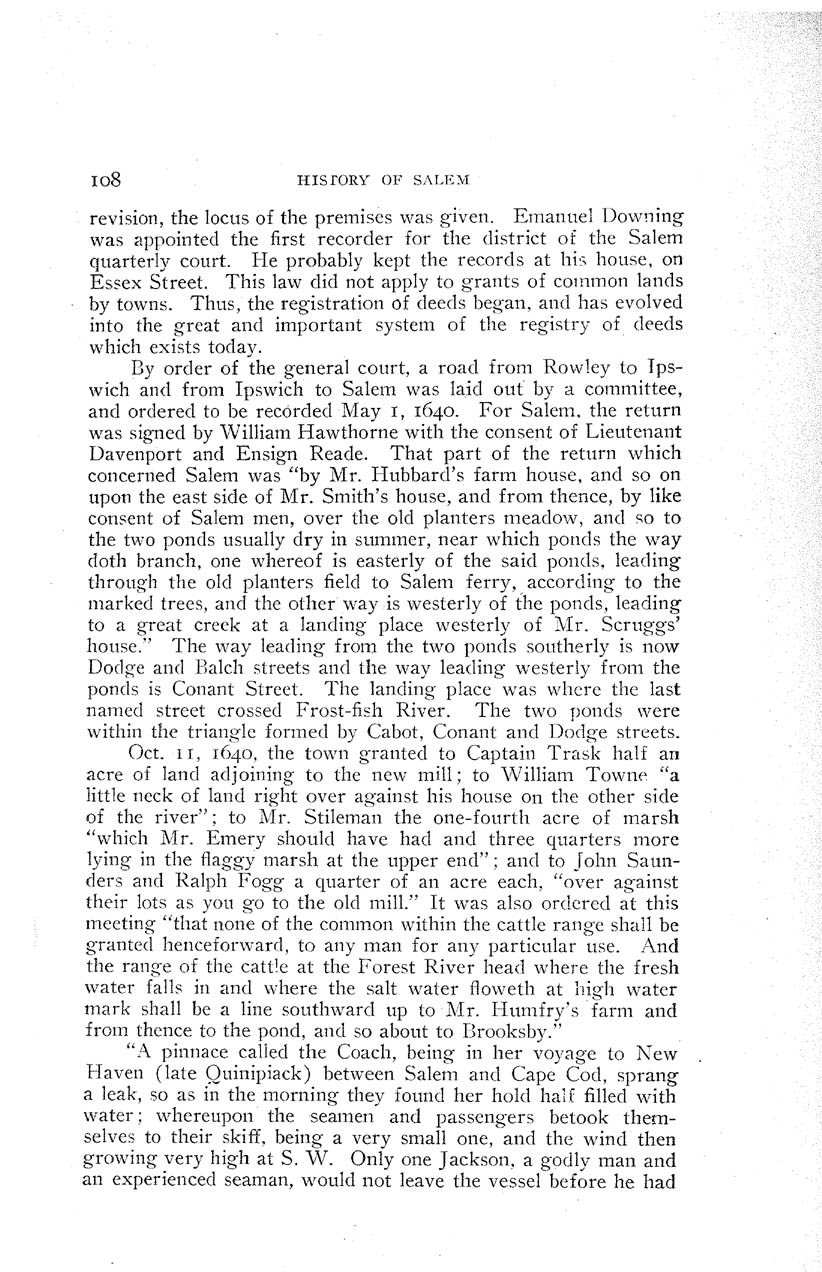 108 HISTORY OF SALEM
revision, the locus of the premises was given. Emanuel Downing
was appointed the first recorder for the district of the Salem
quarterly court. He probably kept the records at his house, on
Essex Street. This law did not apply to grants of common lands
by towns. Thus, the registration of deeds began, and has evolved
into the great and important system of the registry of deeds
which exists today.
By order of the general court, a road from Rowley to Ips-
wich and from Ipswich to Salem was laid out by a committee,
and ordered to be recorded May 1, 1640. For Salem, the return
was signed by William Hawthorne with the consent of Lieutenant
Davenport and Ensign Reade. That part of the return which
concerned Salem was “by Mr. Hubbard’s farm house, and so on
upon the east side of Mr. Smith’s house, and from thence, by like
consent of Salem men, over the old planters meadow, and so to
the two ponds usually dry in summer, near which ponds the way
doth branch, one whereof is easterly of the said ponds, leading
through the old planters field to Salem ferry, according to the
marked trees, and the other way is westerly of the ponds, leading
to a great creek at a landing place westerly of Mr. Scruggs’
house.” The way leading from the two ponds southerly is now
Dodge and Balch streets and the way leading westerly from the
ponds is Conant Street. The landing place was where the last
named street crossed Frost-fish River. The two ponds were
within the triangle formed by Cabot, Conant and Dodge streets.
Oct. 11, 1640, the town granted to Captain Trask half an
acre of land adjoining to the new mill; to William Towne “a
little neck of land right over against his house on the other side
of the river”; to Mr. Stileman the one-fourth acre of marsh
“which Mr. Emery should have had and three quarters more
lying in the flaggy marsh at the upper end”; and to John Saun-
ders and Ralph Fogg a quarter of an acre each, “over against
their lots as you go to the old mill.” It was also ordered at this
meeting “that none of the common within the cattle range shall be
granted henceforward, to any man for any particular use. And
the range of the cattle at the Forest River head where the fresh
water falls in and where the salt water floweth at high water
mark shall be a line southward up to Mr. Humfry’s farm and
from thence to the pond, and so about to Brooksby.”
“A pinnace called the Coach, being in her voyage to New
Haven (late Quinipiack) between Salem and Cape Cod, sprang
a leak, so as in the morning they found her hold half filled with
water; whereupon the seamen and passengers betook them-
selves to their skiff, being a very small one, and the wind then
growing very high at S. W. Only one Jackson, a godly man and
an experienced seaman, would not leave the vessel before he had